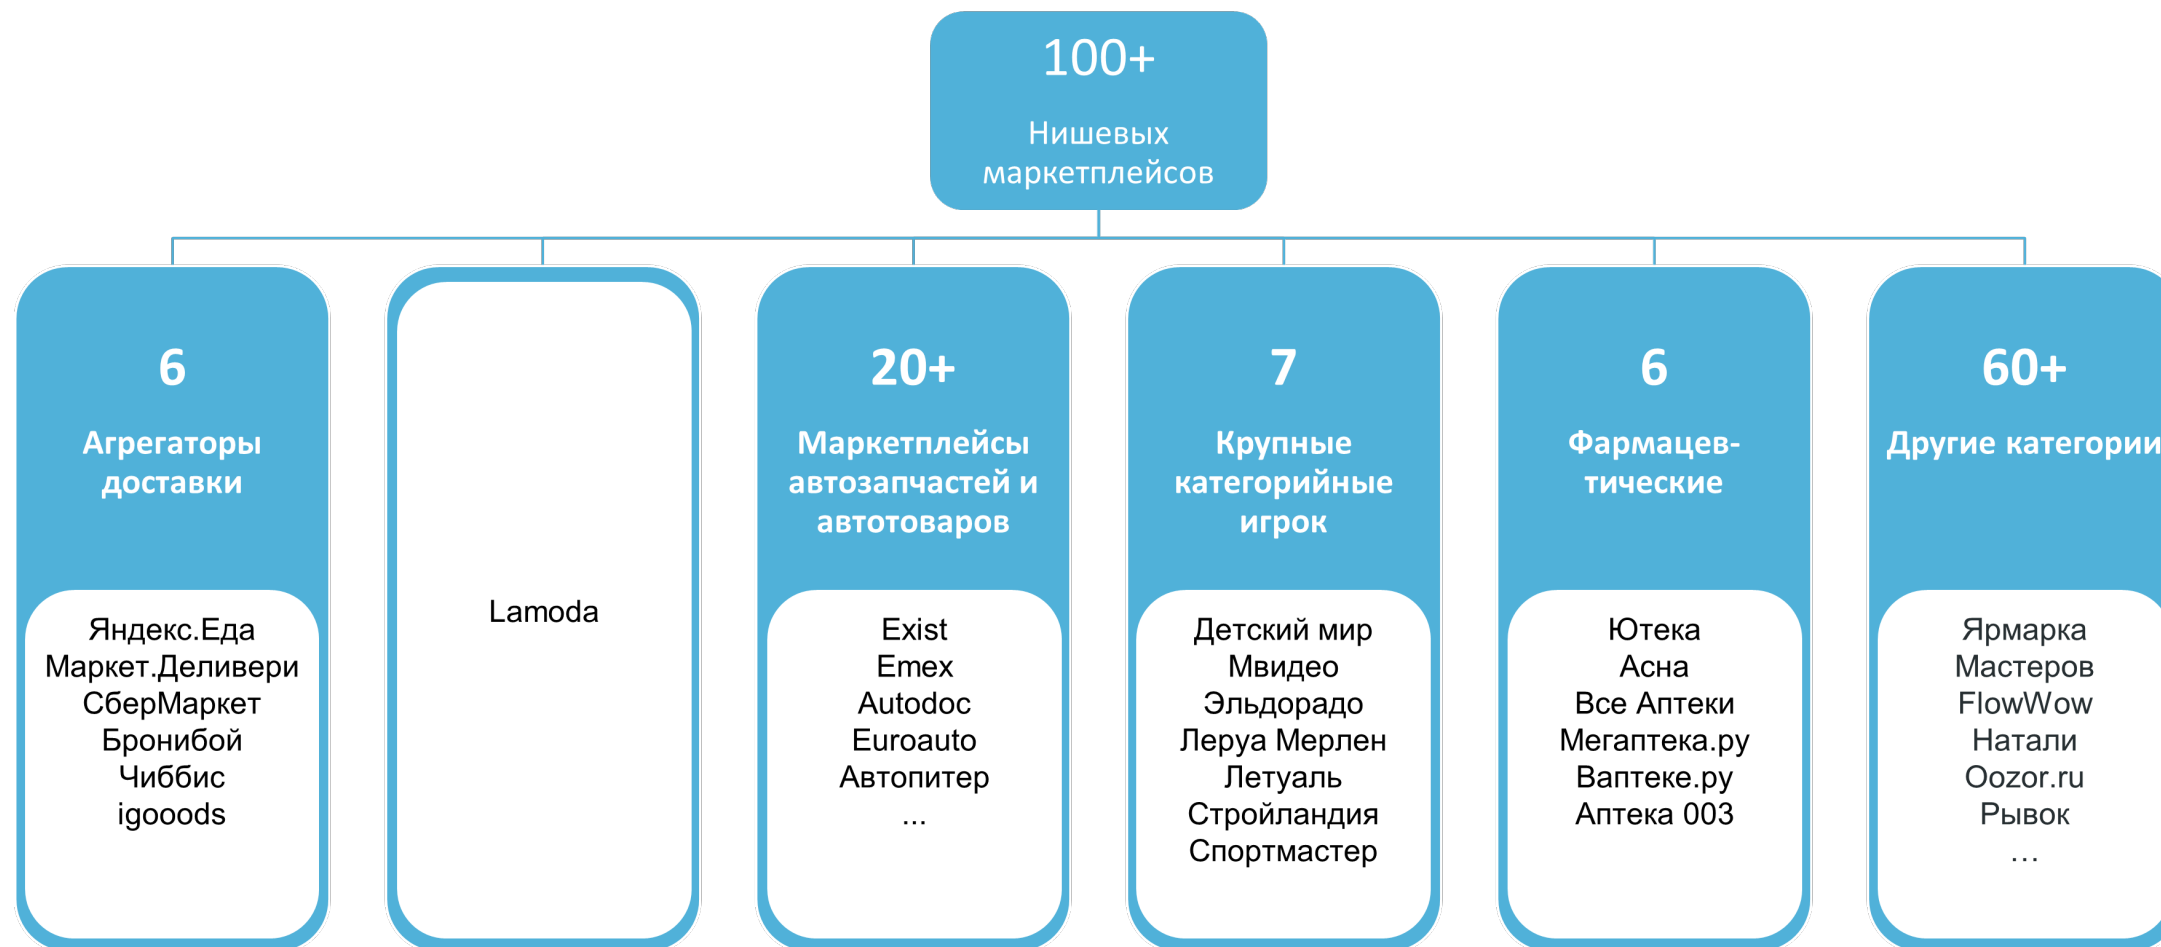 100+
Нишевых
маркетплейсов
6
Агрегаторы
доставки
Яндекс.Еда
Маркет.Деливери
СберМаркет
Бронибой
Чиббис
igooods
Lamoda
20+
Маркетплейсы
автозапчастей и
автотоваров
Exist
Emex
Autodoc
Euroauto
Автопитер
...
7
Крупные
категорийные
игрок
Детский мир
Мвидео
Эльдорадо
Леруа Мерлен
Летуаль
Стройландия
Спортмастер
6
Фармацев-
тические
Ютека
Асна
Все Аптеки
Мегаптека.ру
Ваптеке.ру
Аптека 003
60+
Другие категории
Ярмарка
Мастеров
FlowWow
Натали
Oozor.ru
Рывок
…